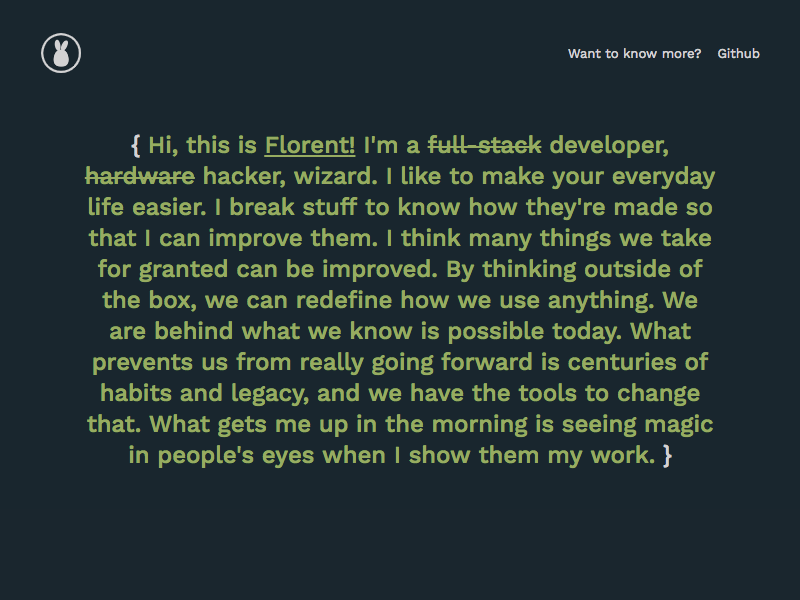 Want to know more? Github
{ Hi, this is Florent! I'm a full-stack developer,
hardware hacker, wizard. I like to make your everyday
life easier. I break stuff to know how they're made so
that I can improve them. I think many things we take
for granted can be improved. By thinking outside of
the box, we can redefine how we use anything. We
are behind what we know is possible today. What
prevents us from really going forward is centuries of
habits and legacy, and we have the tools to change
that. What gets me up in the morning is seeing magic
in people's eyes when I show them my work. }